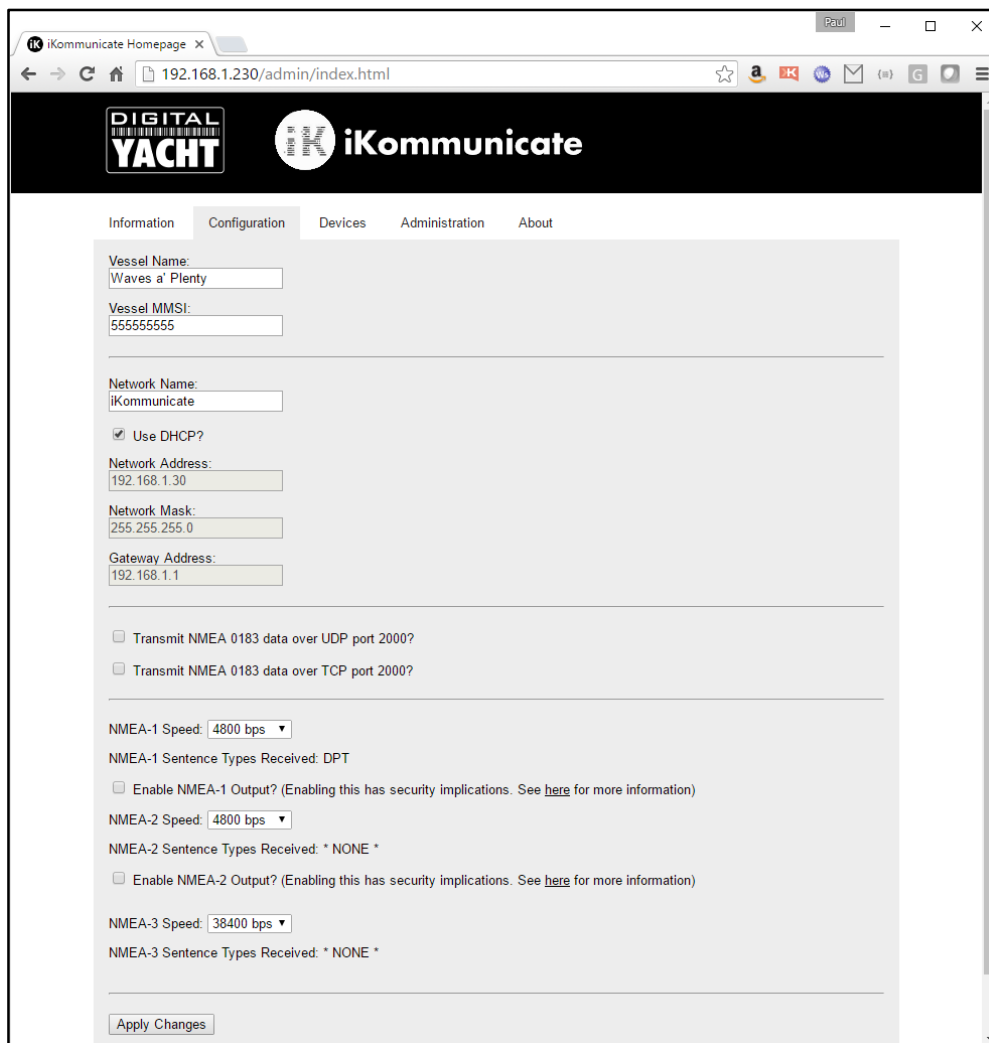 Paul
iKommunicate Homepage
192.168.1.230/admin/index.html
DIGITAL
YACHT
iK iKommunicate
Information Configuration Devices Administration About
Vessel Name:
Waves a' Plenty
Vessel MMSI:
555555555
Network Name:
iKommunicate
Use DHCP?
Network Address:
192.168.1.30
Network Mask:
255.255.255.0
Gateway Address:
192.168.1.1
Transmit NMEA 0183 data over UDP port 2000?
Transmit NMEA 0183 data over TCP port 2000?
NMEA-1 Speed: 4800 bps
NMEA-1 Sentence Types Received: DPT
Enable NMEA-1 Output? (Enabling this has security implications. See here for more information)
NMEA-2 Speed: 4800 bps
NMEA-2 Sentence Types Received: * NONE *
Enable NMEA-2 Output? (Enabling this has security implications. See here for more information)
NMEA-3 Speed: 38400 bps
NMEA-3 Sentence Types Received: * NONE *
Apply Changes